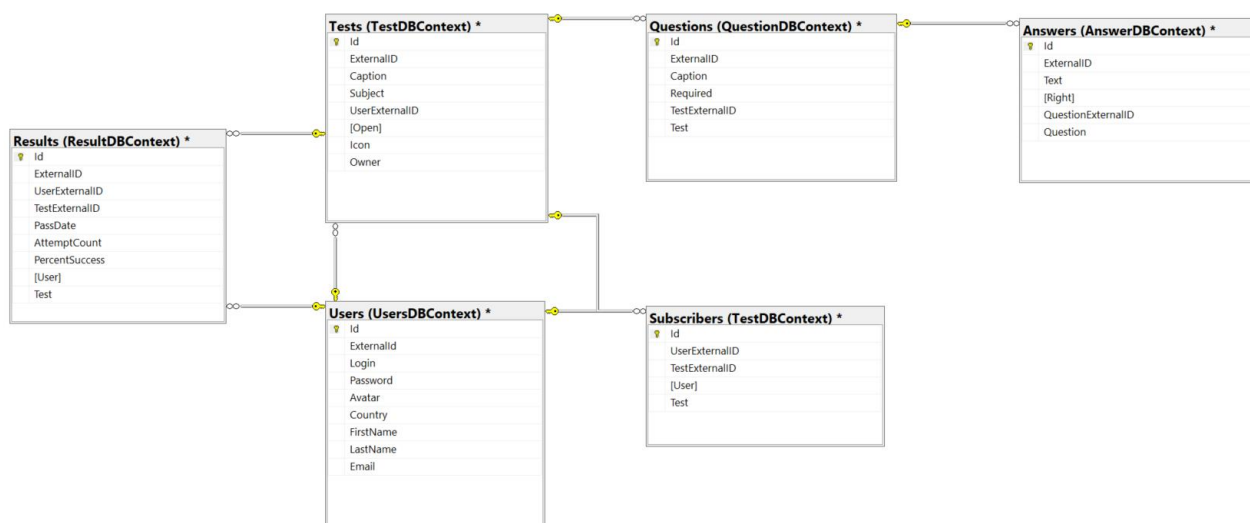 Tests (TestDBContext) *
Id
ExternalID
Caption
Subject
UserExternalID
[Open]
Icon
Owner
Questions (QuestionDBContext) *
Id
ExternalID
Caption
Required
TestExternalID
Test
Answers (AnswerDBContext) *
Id
ExternalID
Text
[Right]
QuestionExternalID
Question
Results (ResultDBContext) *
Id
ExternalID
UserExternalID
TestExternalID
PassDate
AttemptCount
PercentSuccess
[User]
Test
Users (UsersDBContext) *
Id
ExternalId
Login
Password
Avatar
Country
FirstName
LastName
Email
Subscribers (TestDBContext) *
Id
UserExternalID
TestExternalID
[User]
Test